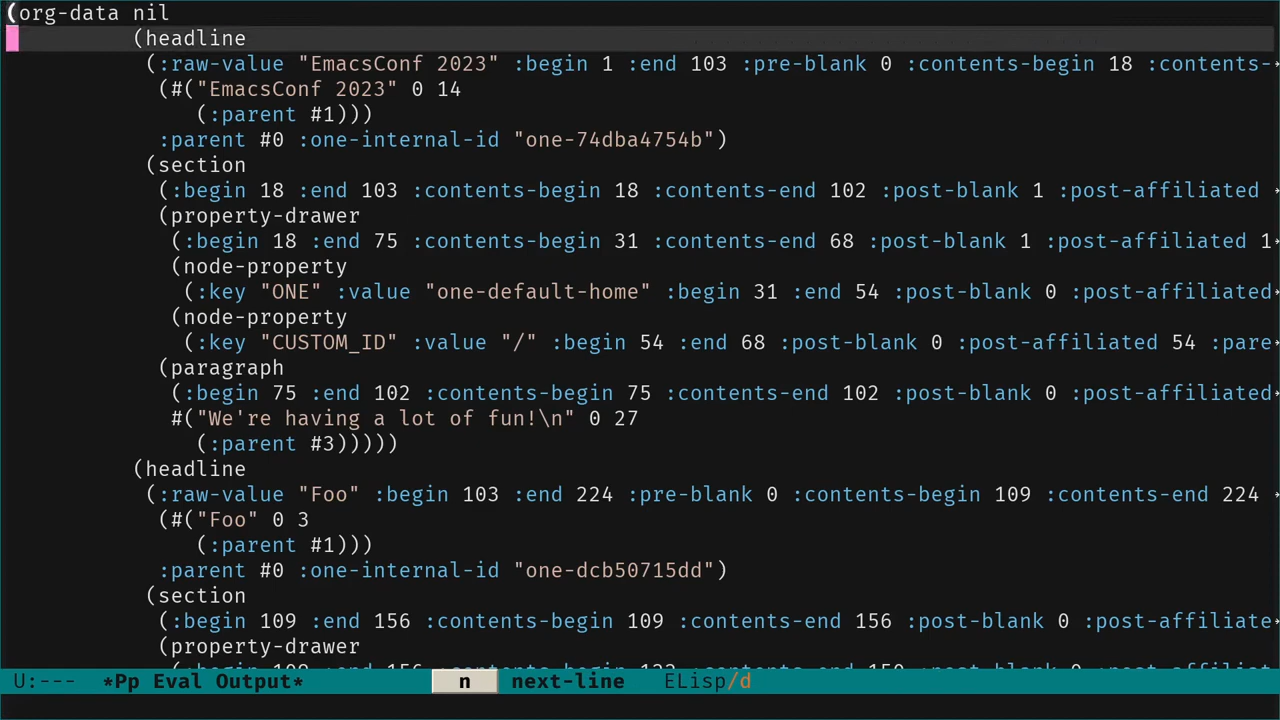 (org-data nil
(headline
(:raw-value "EmacsConf 2023" :begin 1 :end 103 :pre-blank 0 :contents-begin 18 :contents-
(#("EmacsConf 2023" 0 14
(:parent #1)))
:parent #0 :one-internal-id "one-74dba4754b")
(section
(:begin 18 :end 103 :contents-begin 18 :contents-end 102 :post-blank 1 :post-affiliated
(property-drawer
(:begin 18 :end 75 :contents-begin 31 :contents-end 68 :post-blank 1 :post-affiliated 1
(node-property
(:key "ONE" :value "one-default-home" :begin 31 :end 54 :post-blank 0 :post-affiliated
(node-property
(:key "CUSTOM_ID" :value "/" :begin 54 :end 68 :post-blank 0 :post-affiliated 54 :pare
(paragraph
(:begin 75 :end 102 :contents-begin 75 :contents-end 102 :post-blank 0 :post-affiliated
#("We're having a lot of fun!\n" 0 27
(:parent #3)))))
(headline
(:raw-value "Foo" :begin 103 :end 224 :pre-blank 0 :contents-begin 109 :contents-end 224
(#("Foo" 0 3
(:parent #1)))
:parent #0 :one-internal-id "one-dcb50715dd")
(section
(:begin 109 :end 156 :contents-begin 109 :contents-end 156 :post-blank 0 :post-affiliate
(property-drawer
U:--- *Pp Eval Output* n next-line ELisp/d